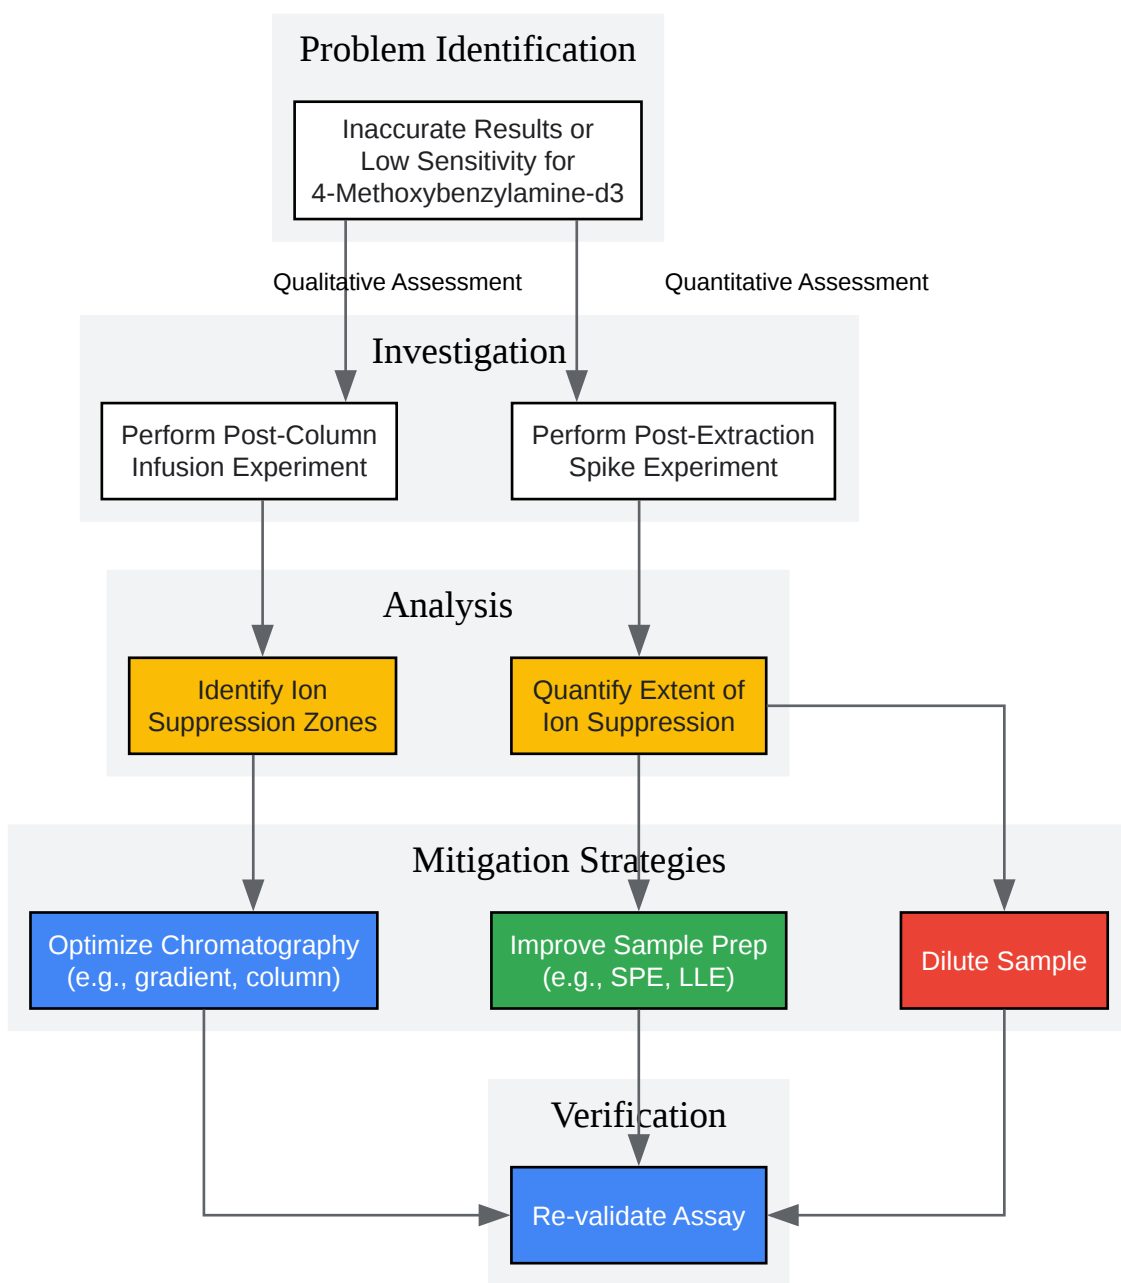 Problem Identification
Inaccurate Results or
Low Sensitivity for
4-Methoxybenzylamine-d3
Qualitative Assessment
Quantitative Assessment
Investigation
Perform Post-Column
Infusion Experiment
Perform Post-Extraction
Spike Experiment
Analysis
Identify Ion
Suppression Zones
Quantify Extent of
Ion Suppression
Mitigation Strategies
Optimize Chromatography
(e.g., gradient, column)
Improve Sample Prep
(e.g., SPE, LLE)
Dilute Sample
Verification
Re-validate Assay